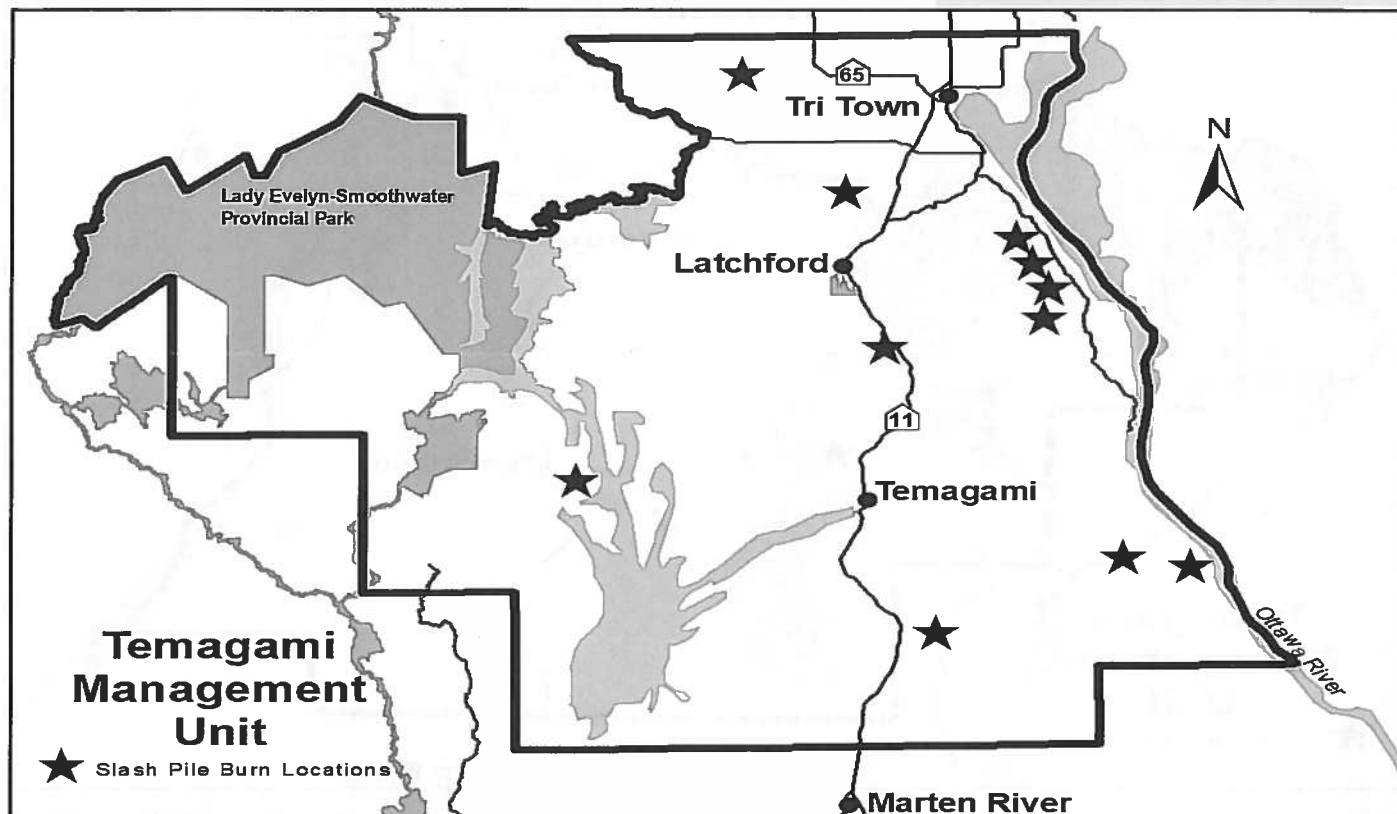 65
Tri Town
N
Lady Evelyn-Smoothwater
Provincial Park
Latchford
11
Temagami
Ottawa River
Temagami
Management
Unit
Slash Pile Burn Locations
Marten River